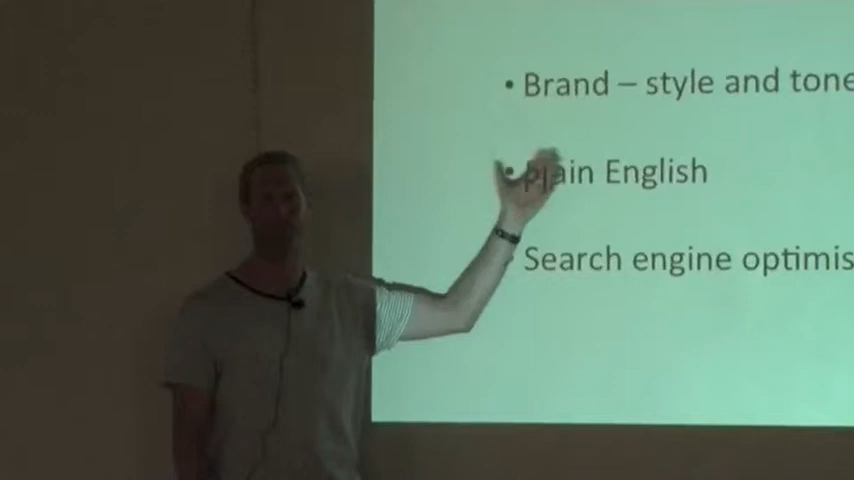 • Brand – style and tone
• Plain English
Search engine optimis